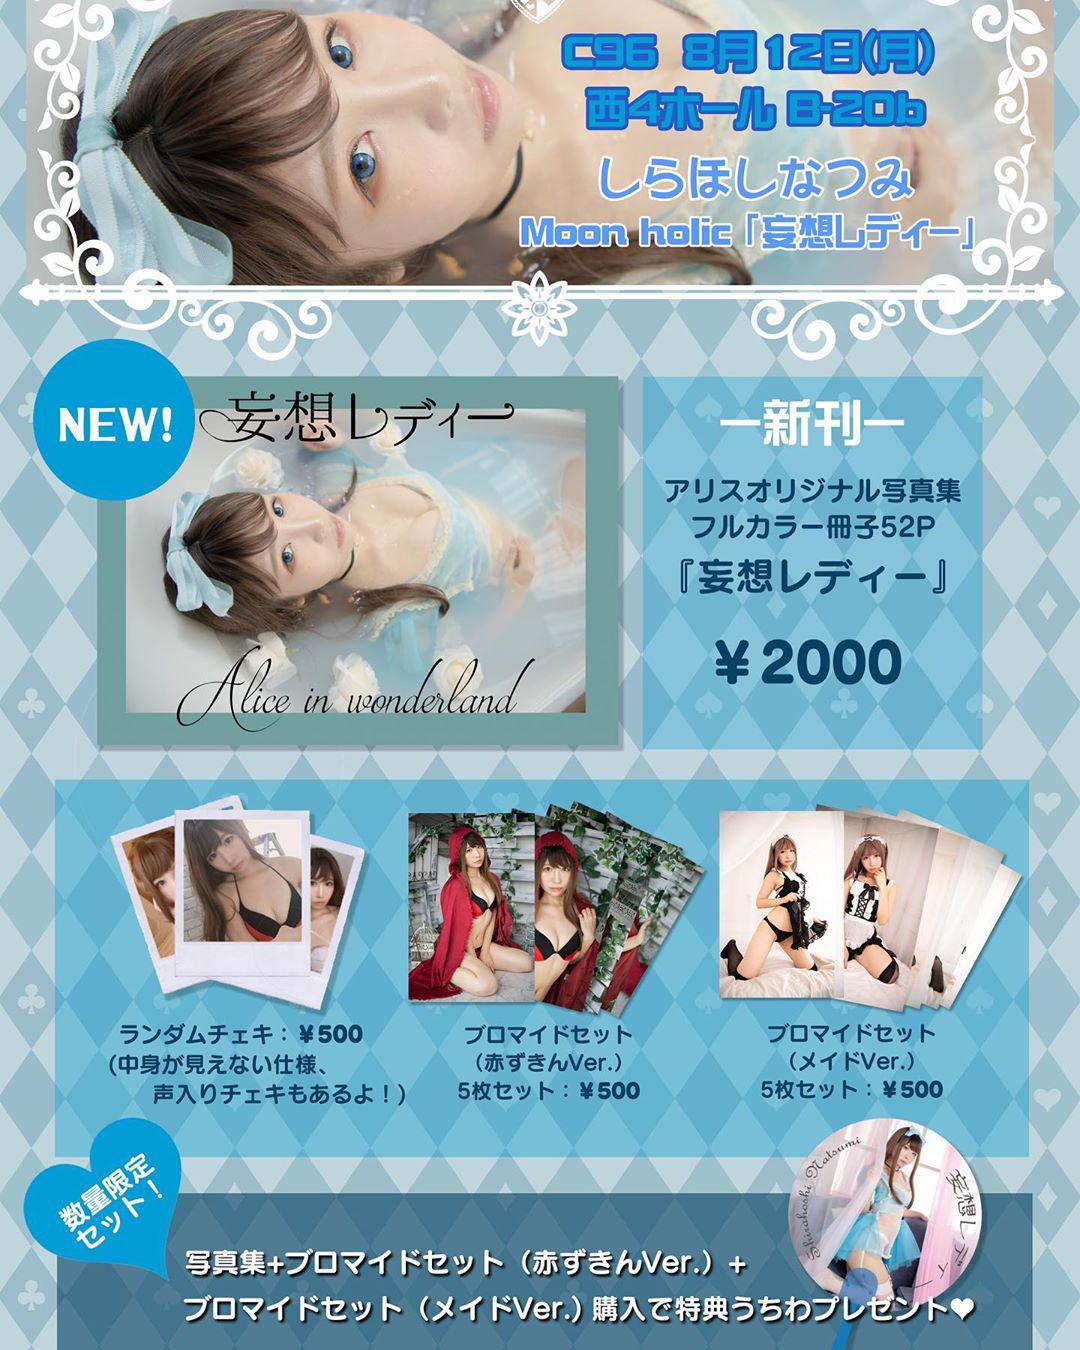 C96 8月12日(月)
西4ホール B-20b
しらほしなつみ
Moon holic「妄想レディー」
NEW!
妄想レディー
Alice in wonderland
ー新刊ー
アリスオリジナル写真集
フルカラー冊子52P
『妄想レディー』
￥2000
ランダムチェキ：￥500
(中身が見えない仕様、
声入りチェキもあるよ！)
ブロマイドセット
（赤ずきんVer.）
5枚セット：￥500
ブロマイドセット
（メイドVer.）
5枚セット：￥500
数量限定
セット！
Shirahoshi Natsumi
妄想レディー
写真集+ブロマイドセット（赤ずきんVer.）+
ブロマイドセット（メイドVer.）購入で特典うちわプレゼント❤